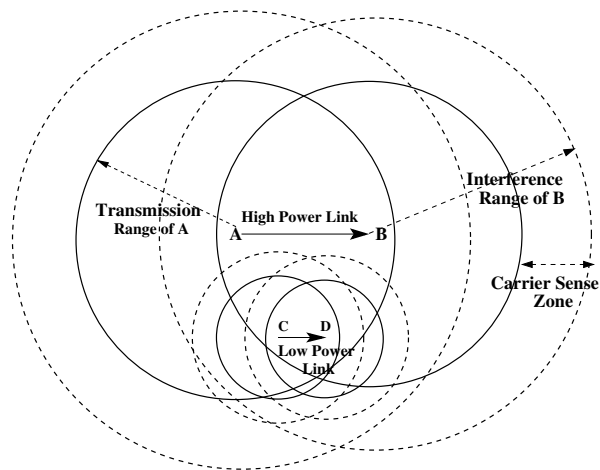 Interference
Range of B
Transmission
Range of A
High Power Link
A
B
Carrier Sense
Zone
C
D
Low Power
Link